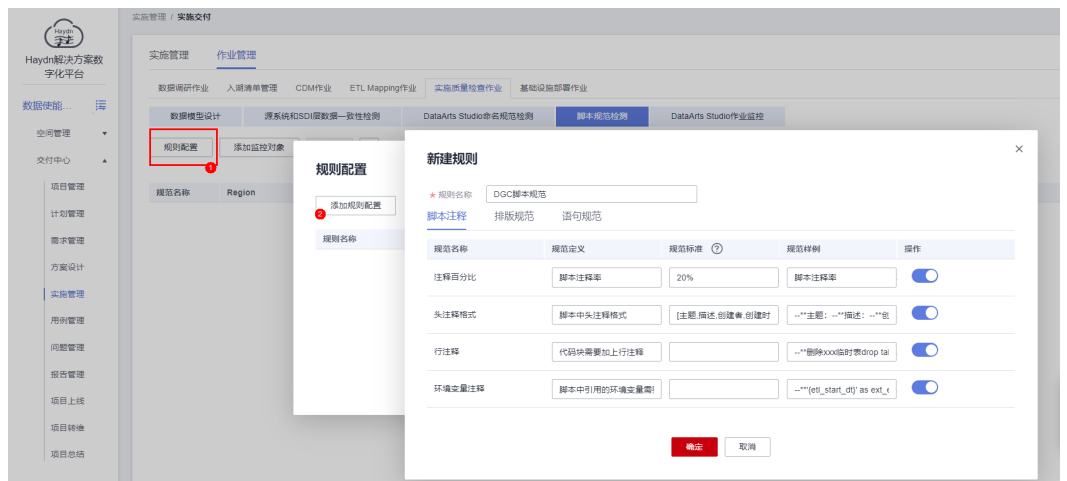 实施管理 / 实施交付
Haydn
Haydn解决方案数
字化平台
数据使能...
空间管理
交付中心
项目管理
计划管理
需求管理
方案设计
实施管理
用例管理
问题管理
报告管理
项目上线
项目转维
项目总结
实施管理 作业管理
数据调研作业 入湖清单管理 CDM作业 ETL Mapping作业 实施质量检查作业 基础设施部署作业
数据模型设计 源系统和SDI层数据一致性检测 DataArts Studio命名规范检测 脚本规范检测 DataArts Studio作业监控
规则配置 添加监控对象
1
规范名称 Region
规则配置
添加规则配置
2
规则名称
新建规则
* 规则名称 DGC脚本规范
脚本注释 排版规范 语句规范
规范名称 规范定义 规范标准 ? 规范样例 操作
注释百分比 脚本注释率 20% 脚本注释率
头注释格式 脚本中头注释格式 [主题,描述,创建者,创建时 --**主题： --**描述： --**创
行注释 代码块需要加上行注释 --**删除xxx临时表drop tal
环境变量注释 脚本中引用的环境变量需 --**'{etl_start_dt}' as ext_
确定 取消